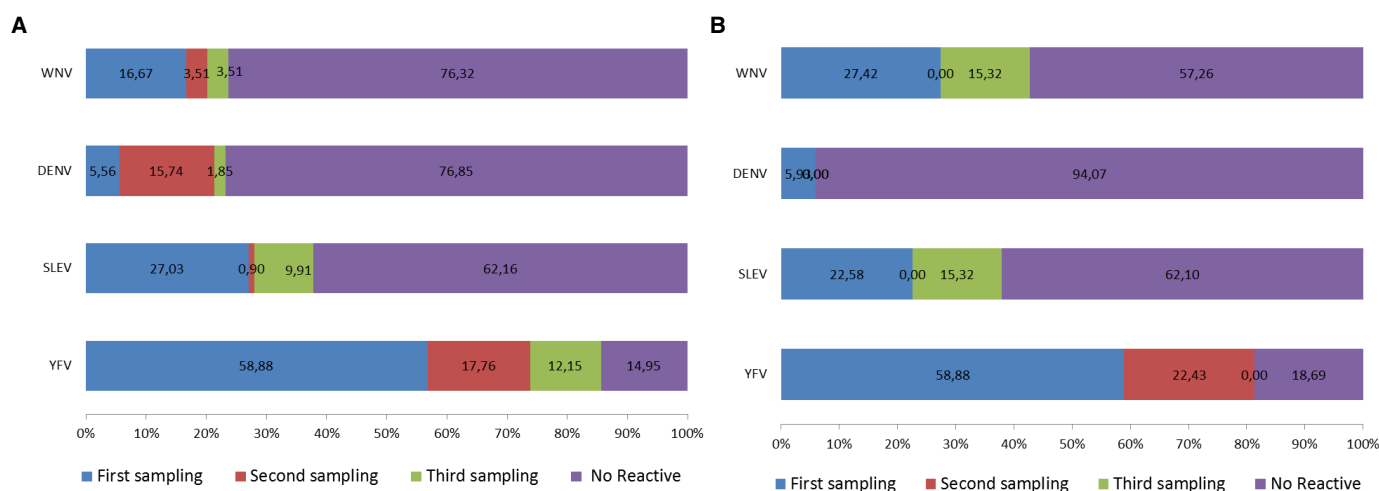 A
WNV 16,67 3,51 3,51 76,32
DENV 5,56 15,74 1,85 76,85
SLEV 27,03 0,90 9,91 62,16
YFV 58,88 17,76 12,15 14,95
0% 10% 20% 30% 40% 50% 60% 70% 80% 90% 100%
First sampling Second sampling Third sampling No Reactive
B
WNV 27,42 0,00 15,32 57,26
DENV 5,93 0,00 94,07
SLEV 22,58 0,00 15,32 62,10
YFV 58,88 22,43 0,00 18,69
0% 10% 20% 30% 40% 50% 60% 70% 80% 90% 100%
First sampling Second sampling Third sampling No Reactive